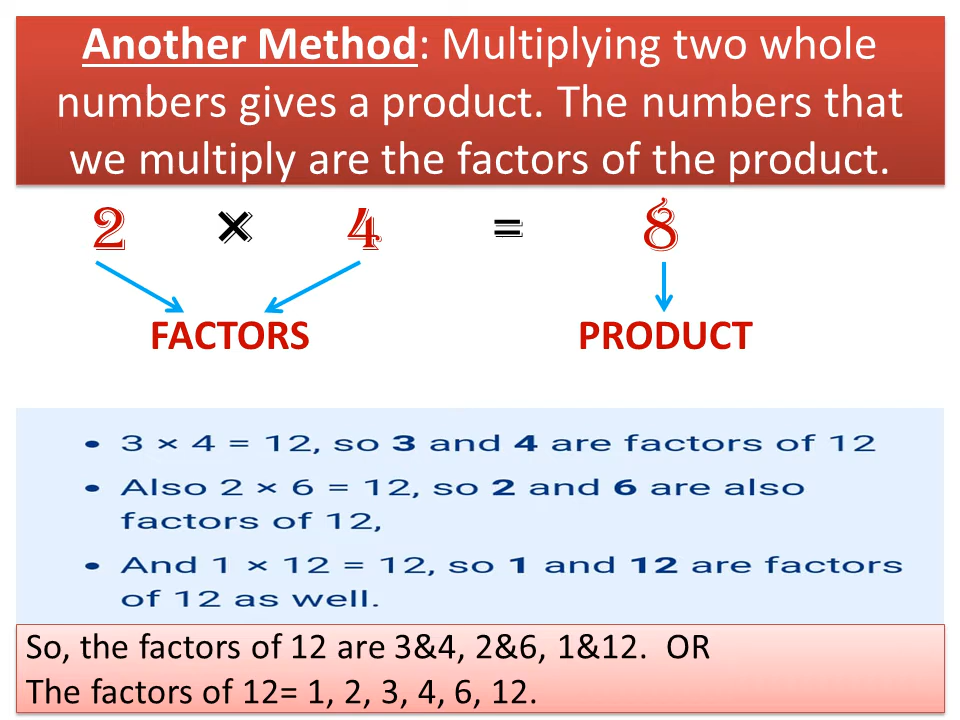 Another Method: Multiplying two whole
numbers gives a product. The numbers that
we multiply are the factors of the product.
2 × 4 = 8
FACTORS PRODUCT
• 3 × 4 = 12, so 3 and 4 are factors of 12
• Also 2 × 6 = 12, so 2 and 6 are also
factors of 12,
• And 1 × 12 = 12, so 1 and 12 are factors
of 12 as well.
So, the factors of 12 are 3&4, 2&6, 1&12. OR
The factors of 12= 1, 2, 3, 4, 6, 12.